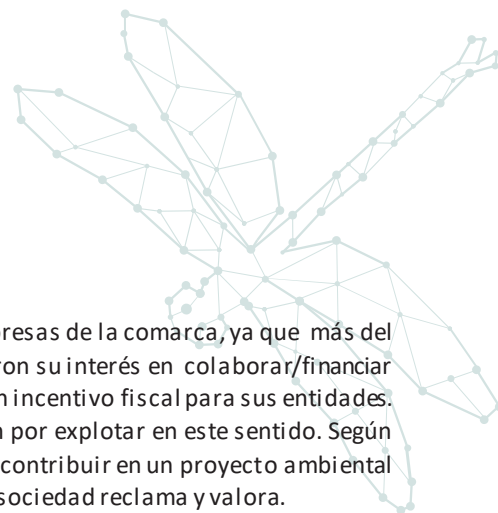 resas de la comarca, ya que más del
ron su interés en colaborar/financiar
n incentivo fiscal para sus entidades.
n por explotar en este sentido. Según
contribuir en un proyecto ambiental
sociedad reclama y valora.